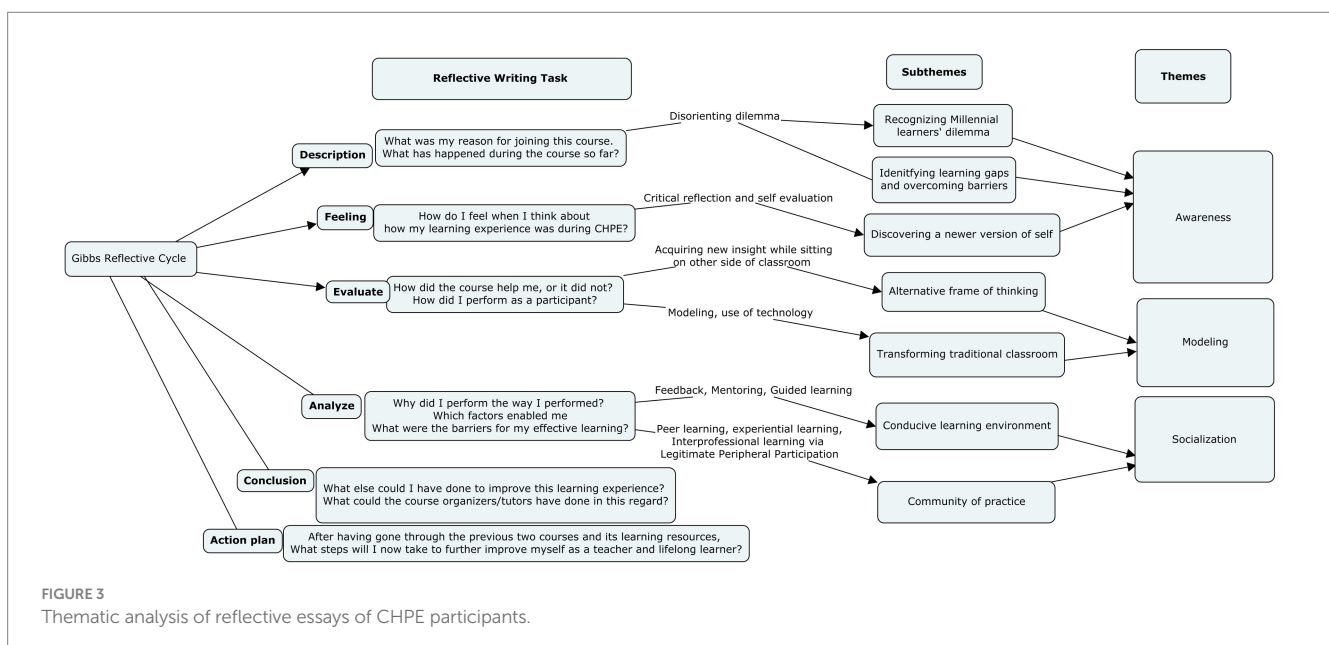 Reflective Writing Task
Subthemes
Themes
Disorienting dilemma
Recognizing Millennial
learners' dilemma
What was my reason for joining this course.
What has happened during the course so far?
Description
Idenitfying learning gaps
and overcoming barriers
Critical reflection and self evaluation
Feeling
How do I feel when I think about
how my learning experience was during CHPE?
Discovering a newer version of self
Awareness
Gibbs Reflective Cycle
Acquiring new insight while sitting
on other side of classroom
Evaluate
How did the course help me, or it did not?
How did I perform as a participant?
Alternative frame of thinking
Modeling, use of technology
Transforming traditional classroom
Modeling
Feedback, Mentoring, Guided learning
Analyze
Why did I perform the way I performed?
Which factors enabled me
What were the barriers for my effective learning?
Conducive learning environment
Peer learning, experiential learning,
Interprofessional learning via
Legitimate Peripheral Participation
Socialization
Community of practice
Conclusion
What else could I have done to improve this learning experience?
What could the course organizers/tutors have done in this regard?
Action plan
After having gone through the previous two courses and its learning resources,
What steps will I now take to further improve myself as a teacher and lifelong learner?
FIGURE 3
Thematic analysis of reflective essays of CHPE participants.